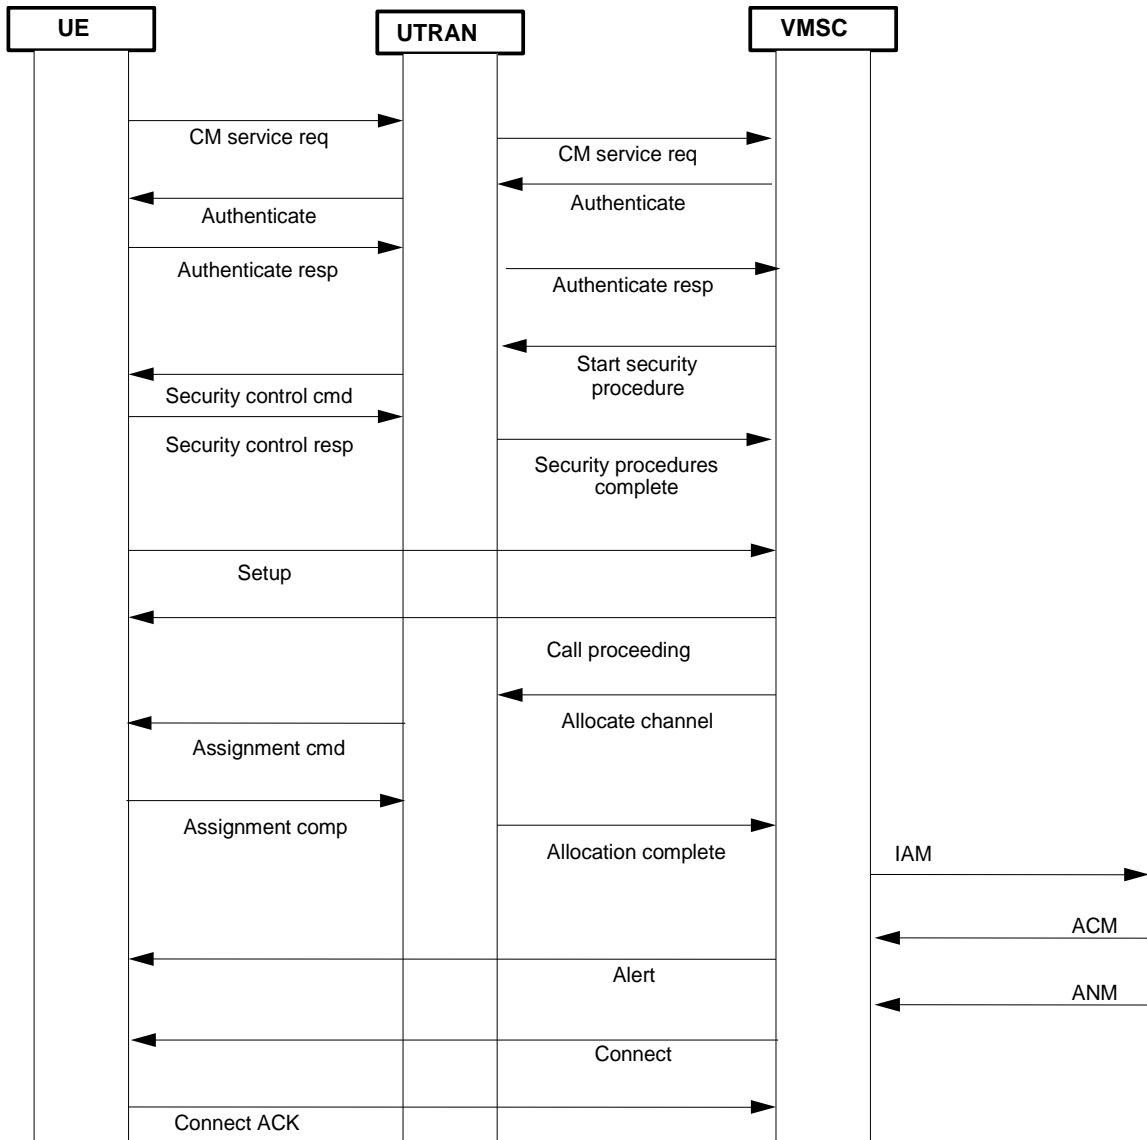 UE
UTRAN
VMSC
CM service req
CM service req
Authenticate
Authenticate
Authenticate resp
Authenticate resp
Start security
procedure
Security control cmd
Security control resp
Security procedures
complete
Setup
Call proceeding
Allocate channel
Assignment cmd
Assignment comp
Allocation complete
IAM
ACM
Alert
ANM
Connect
Connect ACK